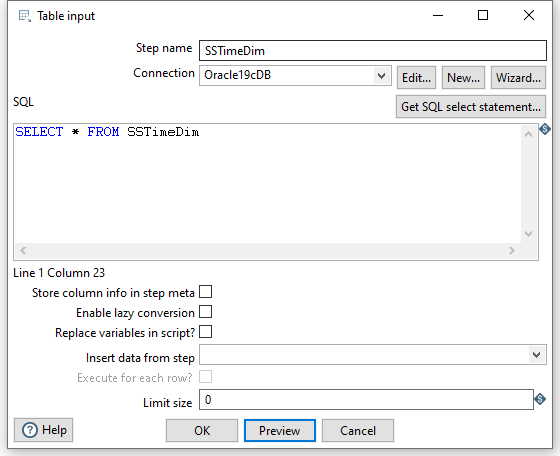 Table input
Step name SSTimeDim
Connection Oracle19cDB Edit... New... Wizard...
SQL Get SQL select statement...
SELECT * FROM SSTimeDim
Line 1 Column 23
Store column info in step meta
Enable lazy conversion
Replace variables in script?
Insert data from step
Execute for each row?
Limit size 0
Help OK Preview Cancel